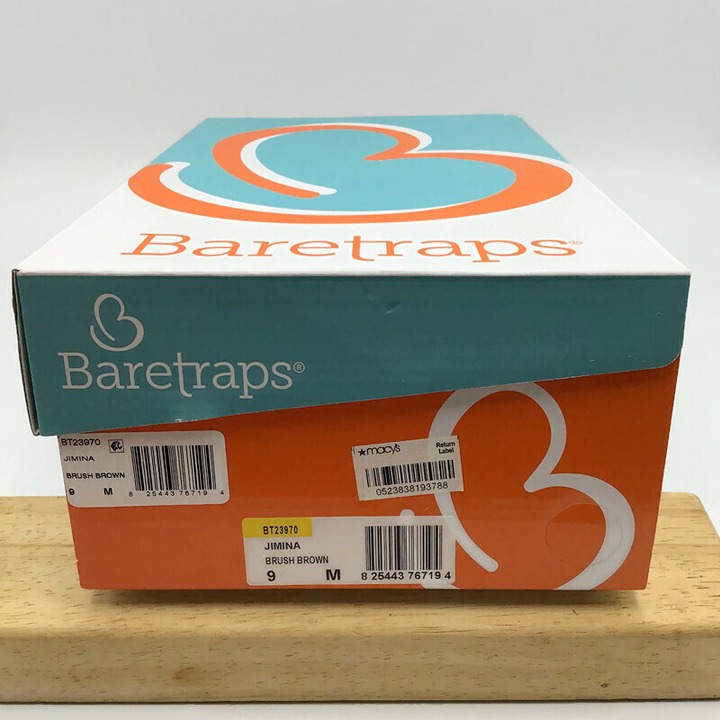 Baretraps®
Baretraps®
BT23970
JIMINA
BRUSH BROWN
9 M
8 25443 76719 4
★macy's
Return
Label
0523838193788
BT23970
JIMINA
BRUSH BROWN
9 M
8 25443 76719 4